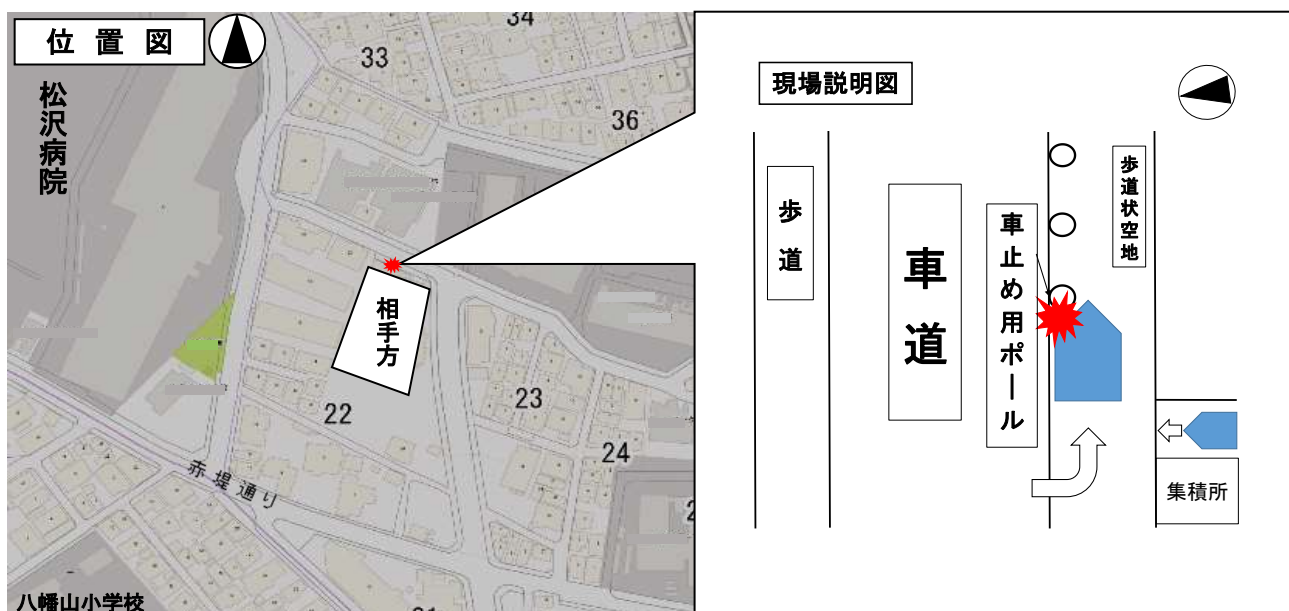 位置図
松沢病院
33
34
36
相手方
22
23
24
赤堤通り
八幡山小学校
現場説明図
歩道
車道
車止め用ポール
歩道状空地
集積所